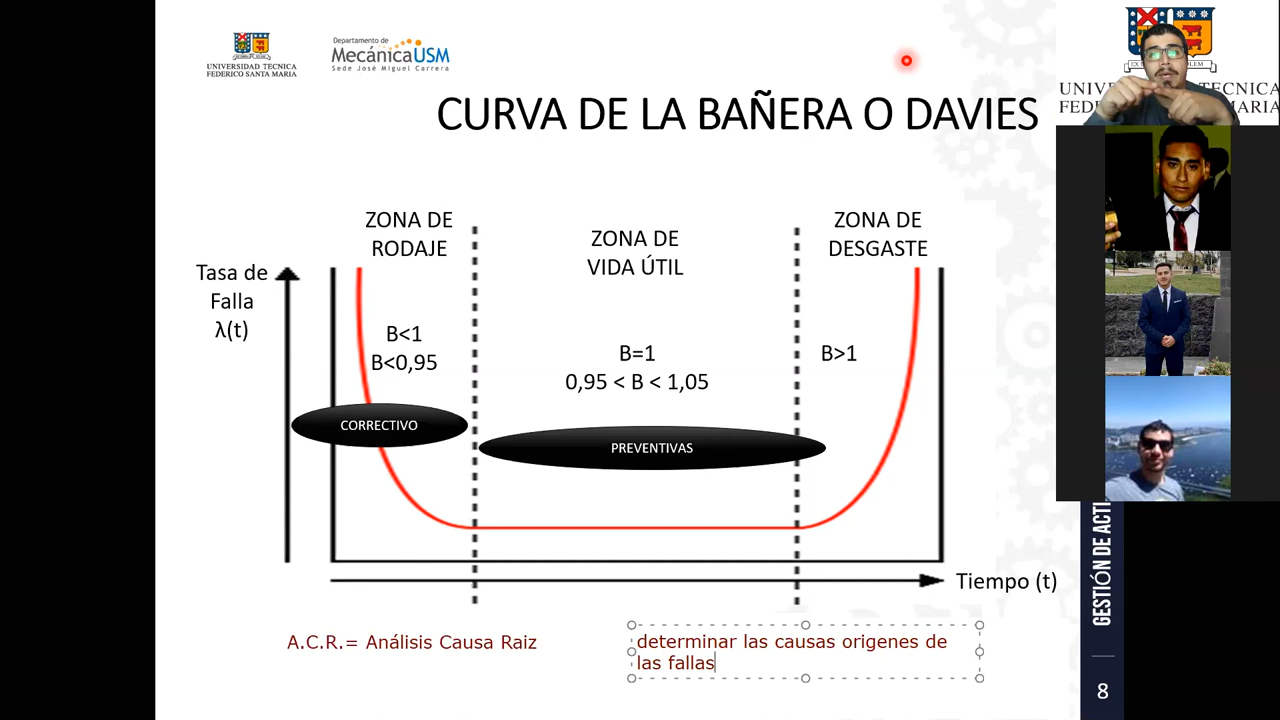 UNIVERSIDAD TECNICA
FEDERICO SANTA MARIA
Departamento de
MecánicaUSM
Sede José Miguel Carrera
CURVA DE LA BAÑERA O DAVIES
ZONA DE
RODAJE
ZONA DE
VIDA ÚTIL
ZONA DE
DESGASTE
Tasa de
Falla
λ(t)
B<1
B<0,95
B=1
0,95 < B < 1,05
B>1
CORRECTIVO
PREVENTIVAS
Tiempo (t)
A.C.R.= Análisis Causa Raiz
determinar las causas origenes de
las fallas
GESTIÓN DE ACTI
8